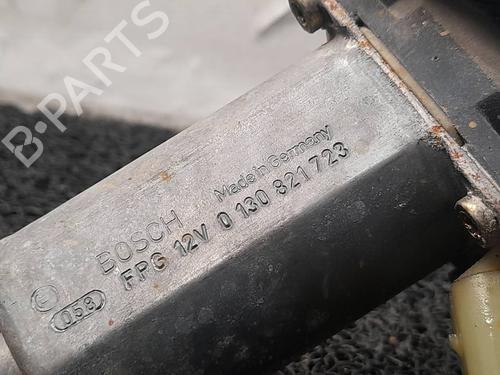 B-PARTS
BOSCH Made in Germany
FPG 12V 0 130 821 723
058